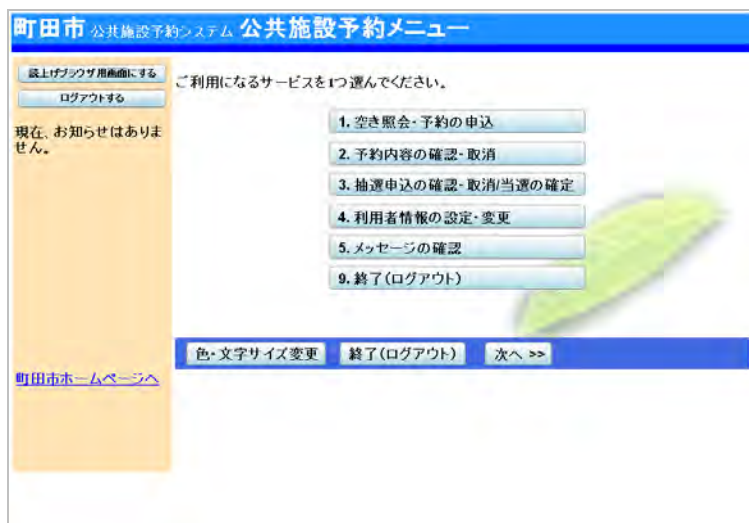 町田市 公共施設予約システム 公共施設予約メニュー
読上げブラウザ用画面にする
ログアウトする
現在、お知らせはありま
せん。
町田市ホームページへ
ご利用になるサービスを1つ選んでください。
1. 空き照会・予約の申込
2. 予約内容の確認・取消
3. 抽選申込の確認・取消/当選の確定
4. 利用者情報の設定・変更
5. メッセージの確認
9. 終了(ログアウト)
色・文字サイズ変更 終了(ログアウト) 次へ >>